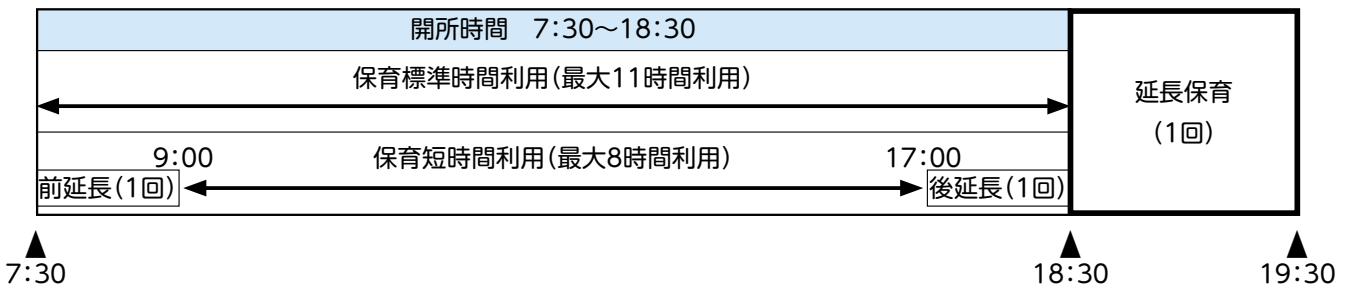 開所時間　7:30～18:30
保育標準時間利用(最大11時間利用)
延長保育
(1回)
9:00
保育短時間利用(最大8時間利用)
17:00
前延長(1回)
後延長(1回)
7:30
18:30
19:30